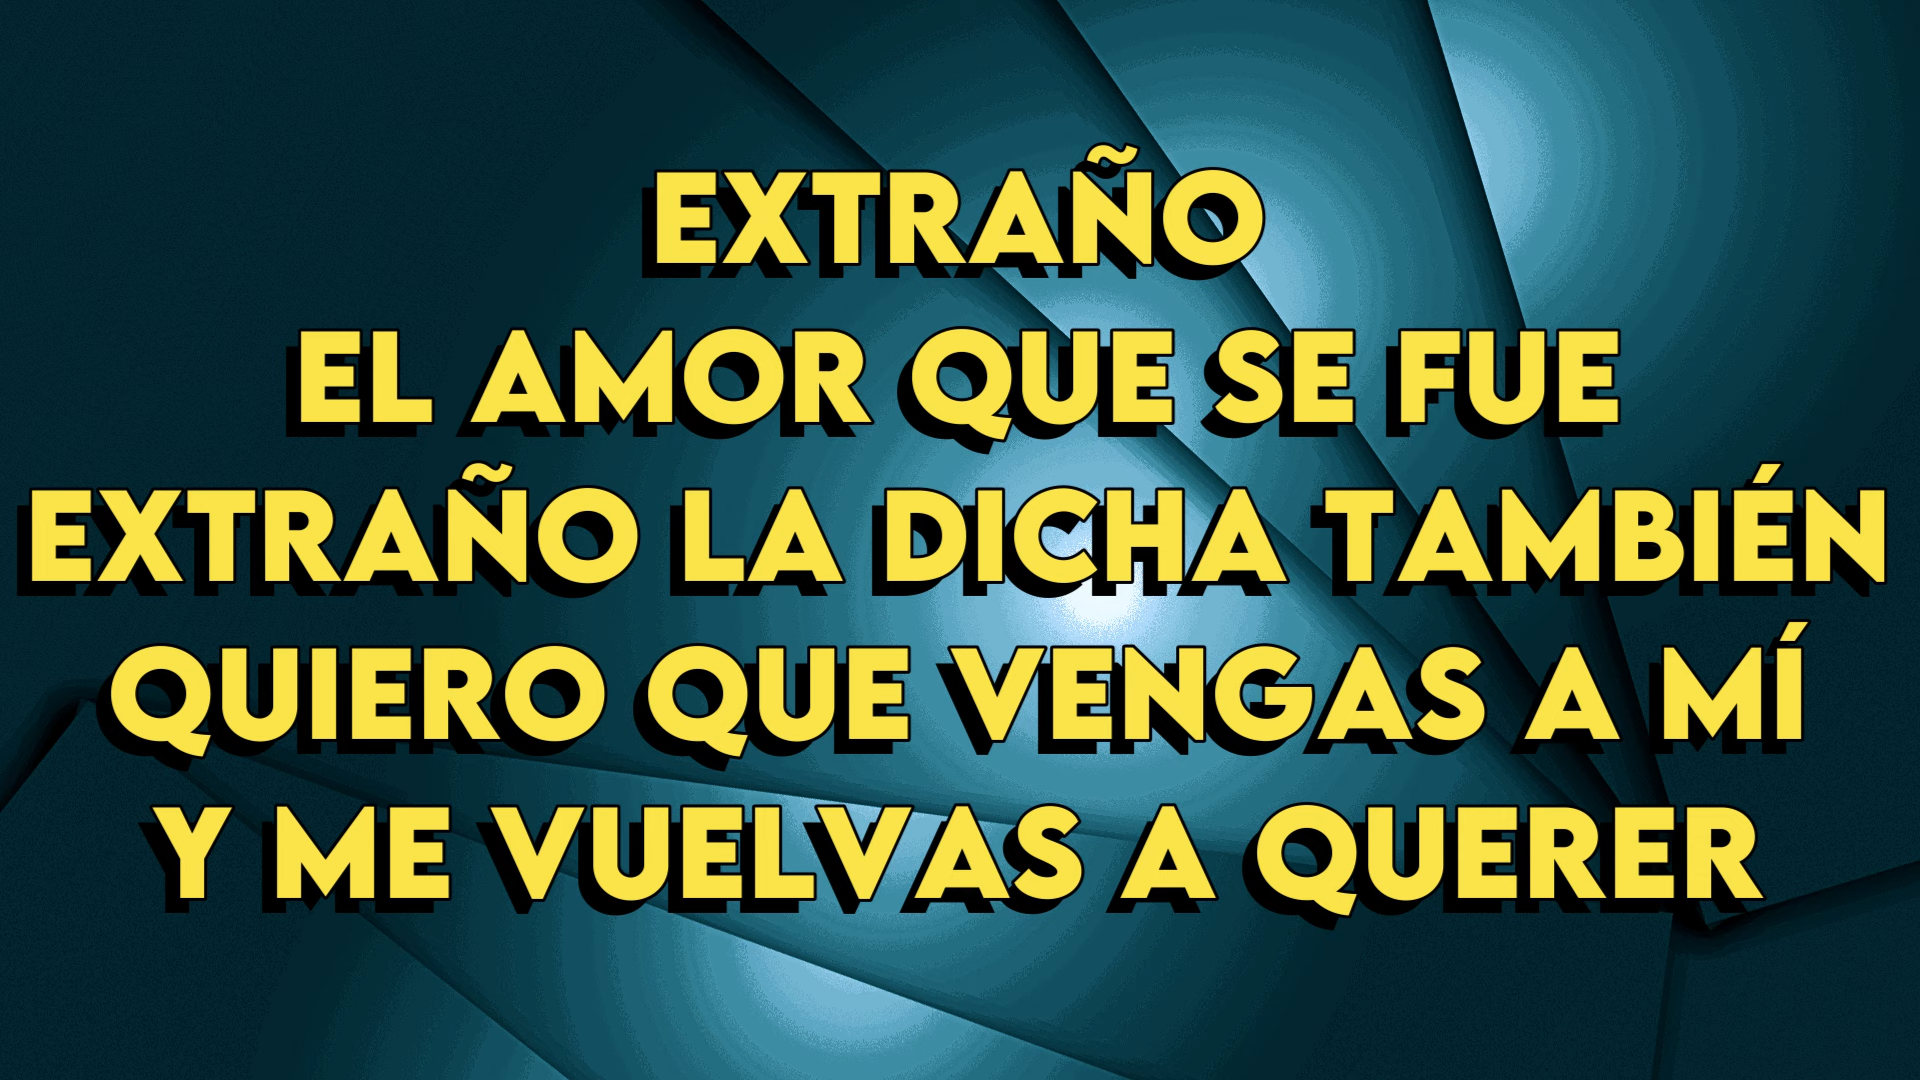 EXTRAÑO
EL AMOR QUE SE FUE
EXTRAÑO LA DICHA TAMBIÉN
QUIERO QUE VENGAS A MÍ
Y ME VUELVAS A QUERER